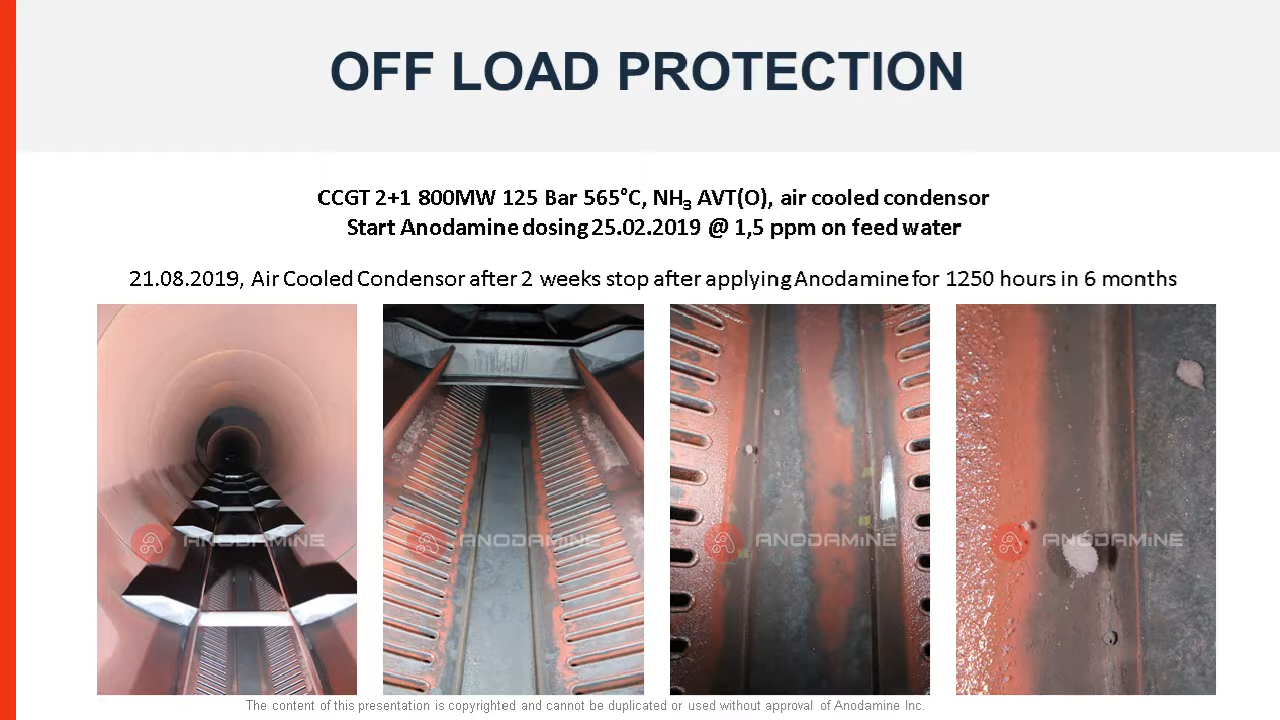 OFF LOAD PROTECTION
CCGT 2+1 800MW 125 Bar 565°C, NH₃ AVT(O), air cooled condensor
Start Anodamine dosing 25.02.2019 @ 1,5 ppm on feed water
21.08.2019, Air Cooled Condensor after 2 weeks stop after applying Anodamine for 1250 hours in 6 months
ANODAMINE ANODAMINE ANODAMINE ANODAMINE
The content of this presentation is copyrighted and cannot be duplicated or used without approval of Anodamine Inc.